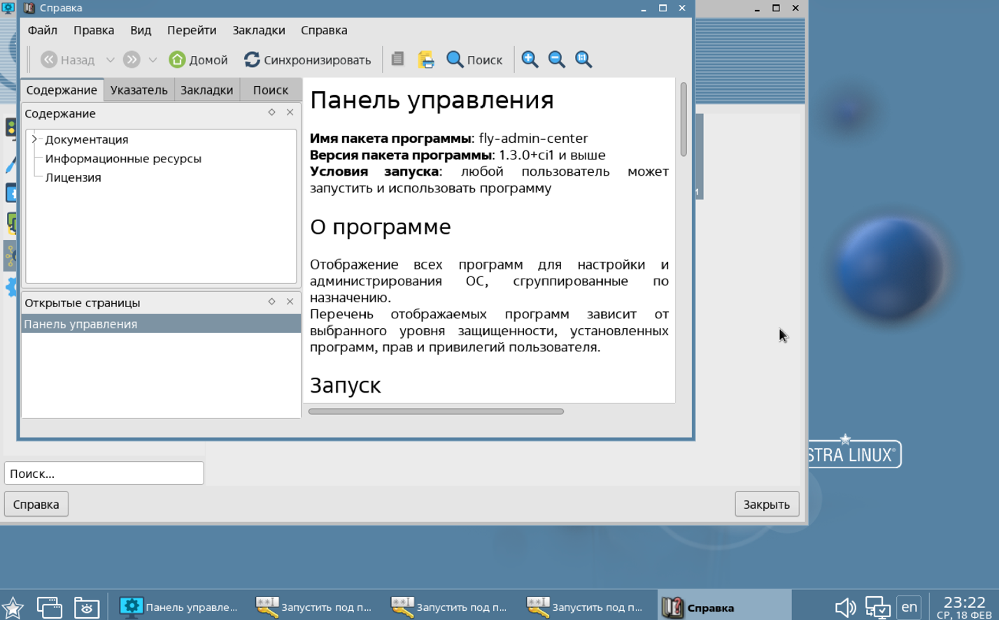 Справка
Файл Правка Вид Перейти Закладки Справка
Назад Домой Синхронизировать Поиск 1:1
Содержание Указатель Закладки Поиск
Содержание
Документация
Информационные ресурсы
Лицензия
Открытые страницы
Панель управления
Панель управления
Имя пакета программы: fly-admin-center
Версия пакета программы: 1.3.0+ci1 и выше
Условия запуска: любой пользователь может
запустить и использовать программу
О программе
Отображение всех программ для настройки и
администрирования ОС, сгруппированные по
назначению.
Перечень отображаемых программ зависит от
выбранного уровня защищенности, установленных
программ, прав и привилегий пользователя.
Запуск
STRA LINUX®
Поиск...
Справка Закрыть
Панель управле... Запустить под п... Запустить под п... Запустить под п... Справка en 23:22
СР, 18 ФЕВ